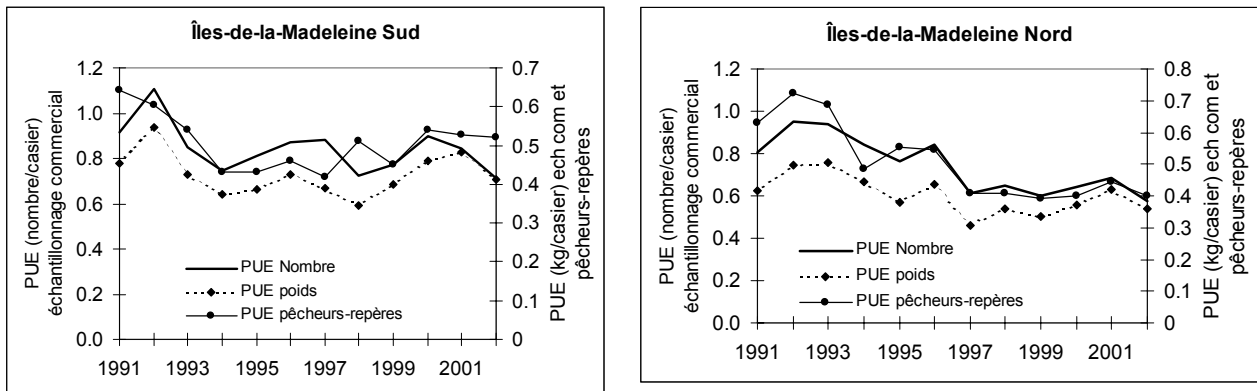 Îles-de-la-Madeleine Sud
PUE (nombre/casier)
échantillonnage commercial
1.2
1.0
0.8
0.6
0.4
0.2
0.0
PUE Nombre
PUE poids
PUE pêcheurs-repères
0.7
0.6
0.5
0.4
0.3
0.2
0.1
0
PUE (kg/casier) ech com et
pêcheurs-repères
1991 1993 1995 1997 1999 2001
Îles-de-la-Madeleine Nord
PUE (nombre/casier)
échantillonnage commercial
1.2
1.0
0.8
0.6
0.4
0.2
0.0
PUE Nombre
PUE poids
PUE pêcheurs-repères
0.8
0.7
0.6
0.5
0.4
0.3
0.2
0.1
0
PUE (kg/casier) ech com et
pêcheurs-repères
1991 1993 1995 1997 1999 2001